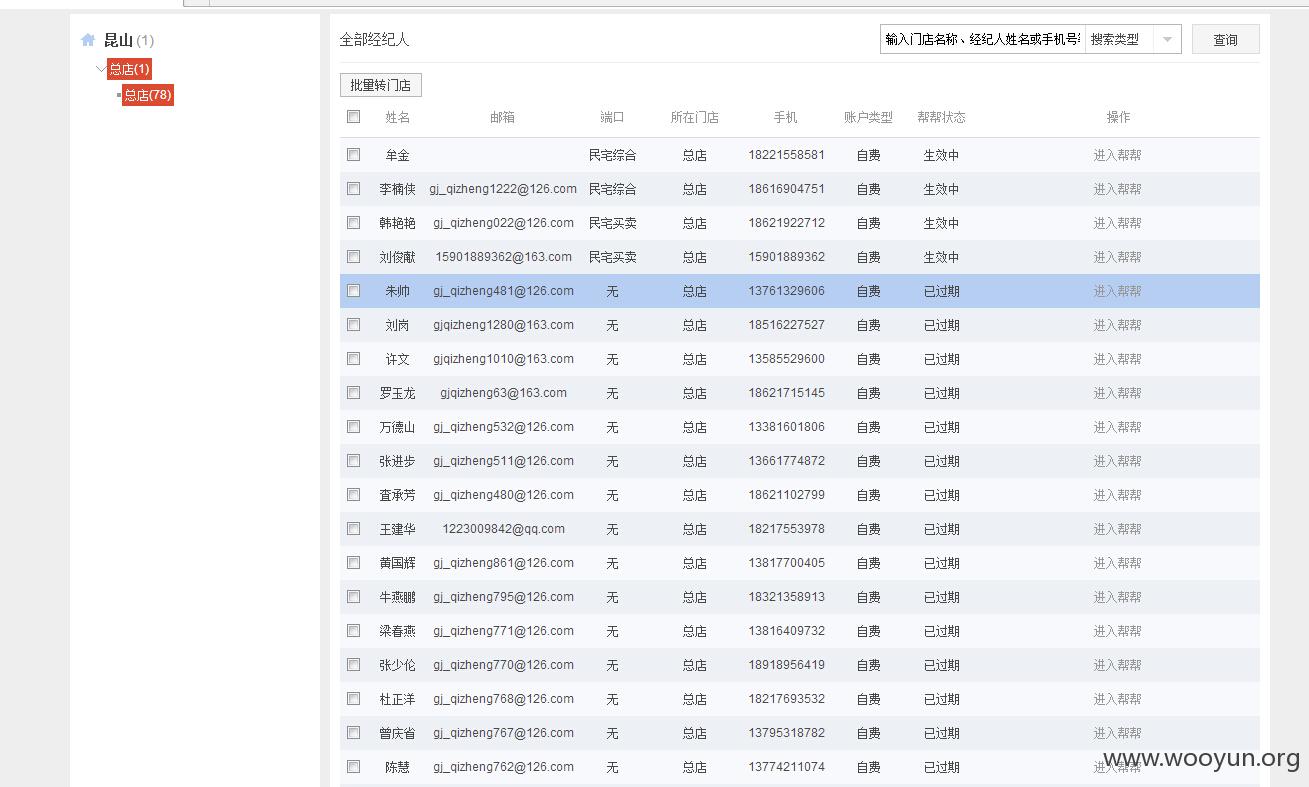 昆山 (1)
总店(1)
总店(78)
全部经纪人
输入门店名称、经纪人姓名或手机号 搜索类型 查询
批量转门店
姓名 邮箱 端口 所在门店 手机 账户类型 帮帮状态 操作
牟金 民宅综合 总店 18221558581 自费 生效中 进入帮帮
李楠侠 gj_qizheng1222@126.com 民宅综合 总店 18616904751 自费 生效中 进入帮帮
韩艳艳 gj_qizheng022@126.com 民宅买卖 总店 18621922712 自费 生效中 进入帮帮
刘俊献 15901889362@163.com 民宅买卖 总店 15901889362 自费 生效中 进入帮帮
朱帅 gj_qizheng481@126.com 无 总店 13761329606 自费 已过期 进入帮帮
刘岗 gjqizheng1280@163.com 无 总店 18516227527 自费 已过期 进入帮帮
许文 gjqizheng1010@163.com 无 总店 13585529600 自费 已过期 进入帮帮
罗玉龙 gjqizheng63@163.com 无 总店 18621715145 自费 已过期 进入帮帮
万德山 gj_qizheng532@126.com 无 总店 13381601806 自费 已过期 进入帮帮
张进步 gj_qizheng511@126.com 无 总店 13661774872 自费 已过期 进入帮帮
查承芳 gj_qizheng480@126.com 无 总店 18621102799 自费 已过期 进入帮帮
王建华 1223009842@qq.com 无 总店 18217553978 自费 已过期 进入帮帮
黄国辉 gj_qizheng861@126.com 无 总店 13817700405 自费 已过期 进入帮帮
牛燕鹏 gj_qizheng795@126.com 无 总店 18321358913 自费 已过期 进入帮帮
梁春燕 gj_qizheng771@126.com 无 总店 13816409732 自费 已过期 进入帮帮
张少伦 gj_qizheng770@126.com 无 总店 18918956419 自费 已过期 进入帮帮
杜正洋 gj_qizheng768@126.com 无 总店 18217693532 自费 已过期 进入帮帮
曾庆省 gj_qizheng767@126.com 无 总店 13795318782 自费 已过期 进入帮帮
陈慧 gj_qizheng762@126.com 无 总店 13774211074 自费 已过期 进入帮帮
www.wooyun.org